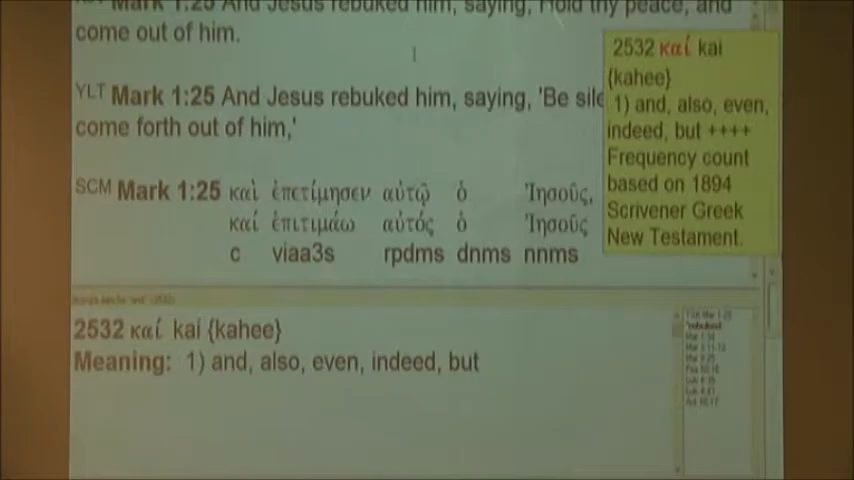 Mark 1:25 And Jesus rebuked him, saying, Hold thy peace, and
come out of him.
YLT Mark 1:25 And Jesus rebuked him, saying, 'Be sile
come forth out of him,'
SCM Mark 1:25 καὶ ἐπετίμησεν αὐτῷ ὁ Ἰησοῦς,
καί ἐπιτιμάω αὐτός ὁ Ἰησοῦς
c viaa3s rpdms dnms nnms
2532 καί kai
{kahee}
1) and, also, even,
indeed, but ++++
Frequency count
based on 1894
Scrivener Greek
New Testament.
2532 καί kai {kahee}
Meaning: 1) and, also, even, indeed, but